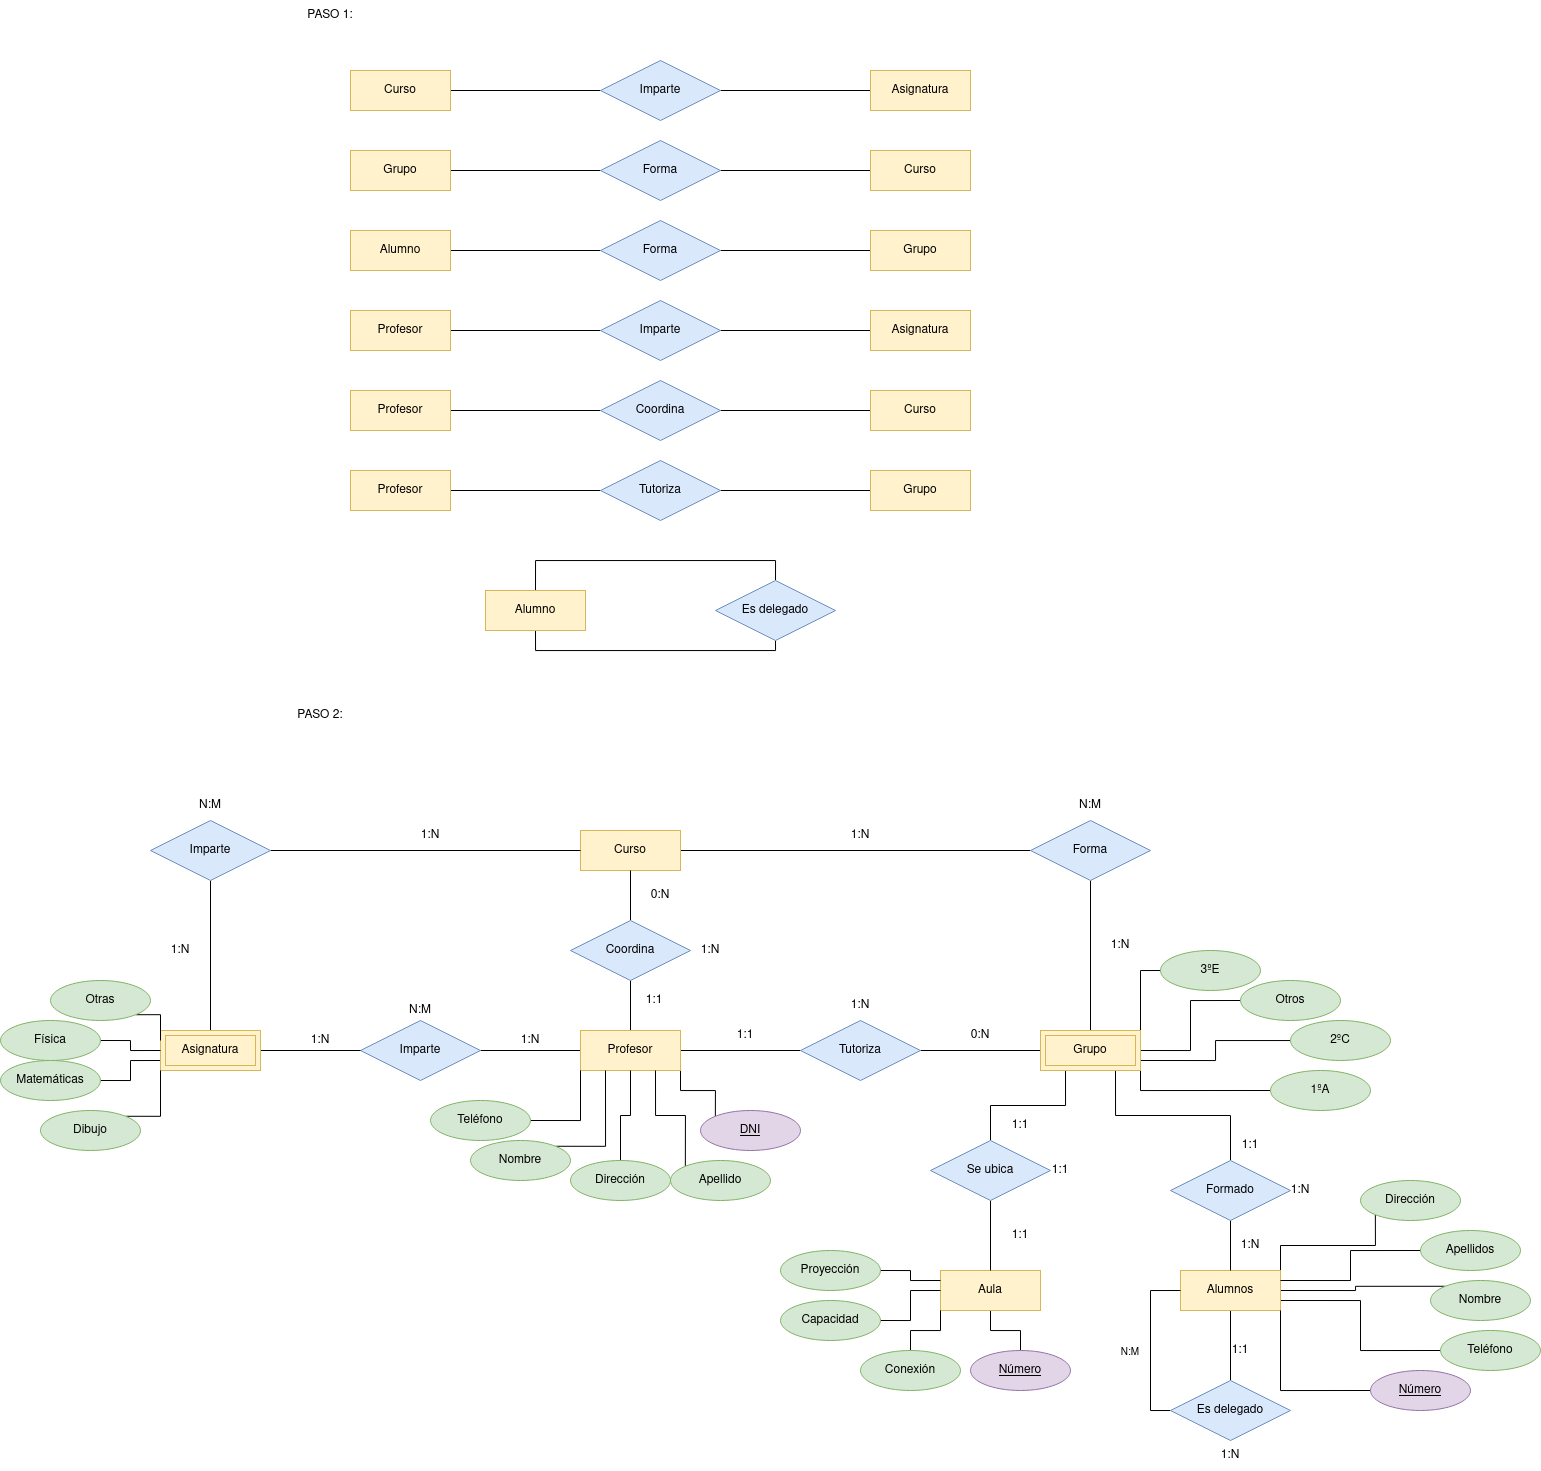 PASO 1:
Curso
Imparte
Asignatura
Grupo
Forma
Curso
Alumno
Forma
Grupo
Profesor
Imparte
Asignatura
Profesor
Coordina
Curso
Profesor
Tutoriza
Grupo
Alumno
Es delegado
PASO 2:
N:M
N:M
Imparte
1:N
Curso
1:N
Forma
0:N
1:N
Coordina
1:N
1:N
3ºE
Otras
1:1
Otros
N:M
1:N
Física
Asignatura
1:N
Imparte
1:N
Profesor
1:1
Tutoriza
0:N
Grupo
2ºC
Matemáticas
1ºA
Dibujo
Teléfono
DNI
Nombre
Dirección
Apellido
1:1
1:1
Se ubica
1:1
Formado
1:N
Dirección
1:1
1:N
Apellidos
Proyección
Aula
Alumnos
Nombre
Capacidad
N:M
1:1
Teléfono
Conexión
Número
Número
Es delegado
1:N